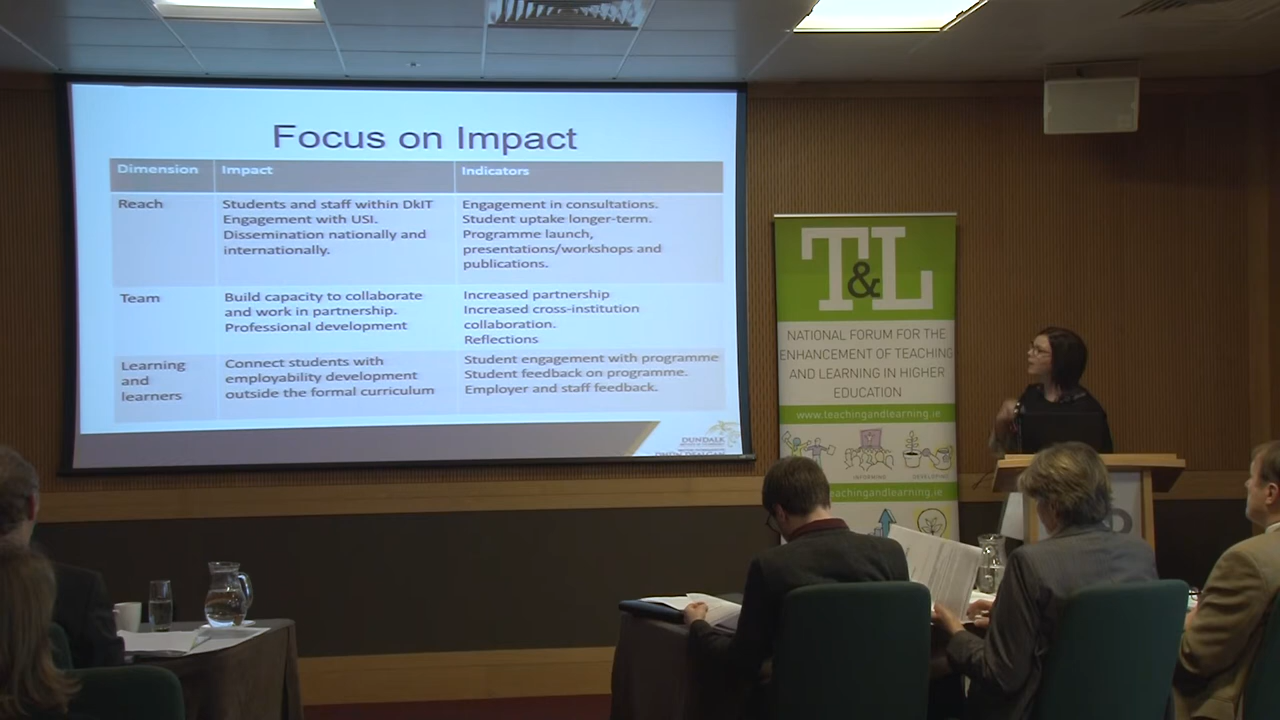 Focus on Impact
Dimension
Impact
Indicators
Reach
Students and staff within DkIT
Engagement with USI.
Dissemination nationally and
internationally.
Engagement in consultations.
Student uptake longer-term.
Programme launch,
presentations/workshops and
publications.
Team
Build capacity to collaborate
and work in partnership.
Professional development
Increased partnership
Increased cross-institution
collaboration.
Reflections
Learning
and
learners
Connect students with
employability development
outside the formal curriculum
Student engagement with programme
Student feedback on programme.
Employer and staff feedback.
DUNDALK
T&L
NATIONAL FORUM FOR THE
ENHANCEMENT OF TEACHING
AND LEARNING IN HIGHER
EDUCATION
www.teachingandlearning.ie
INFORMING
DEVELOPING
eachingandlearning.ie